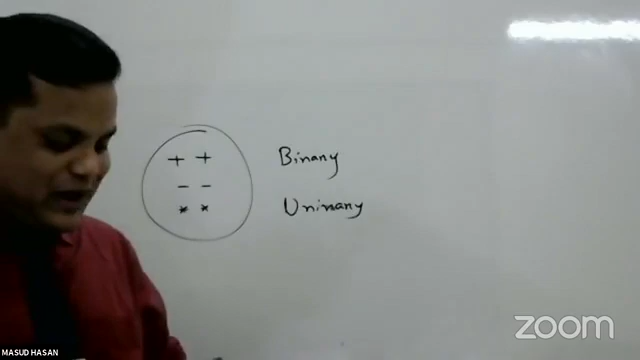 + + Binany
- -
* * Uninany
zoom
MASUD HASAN